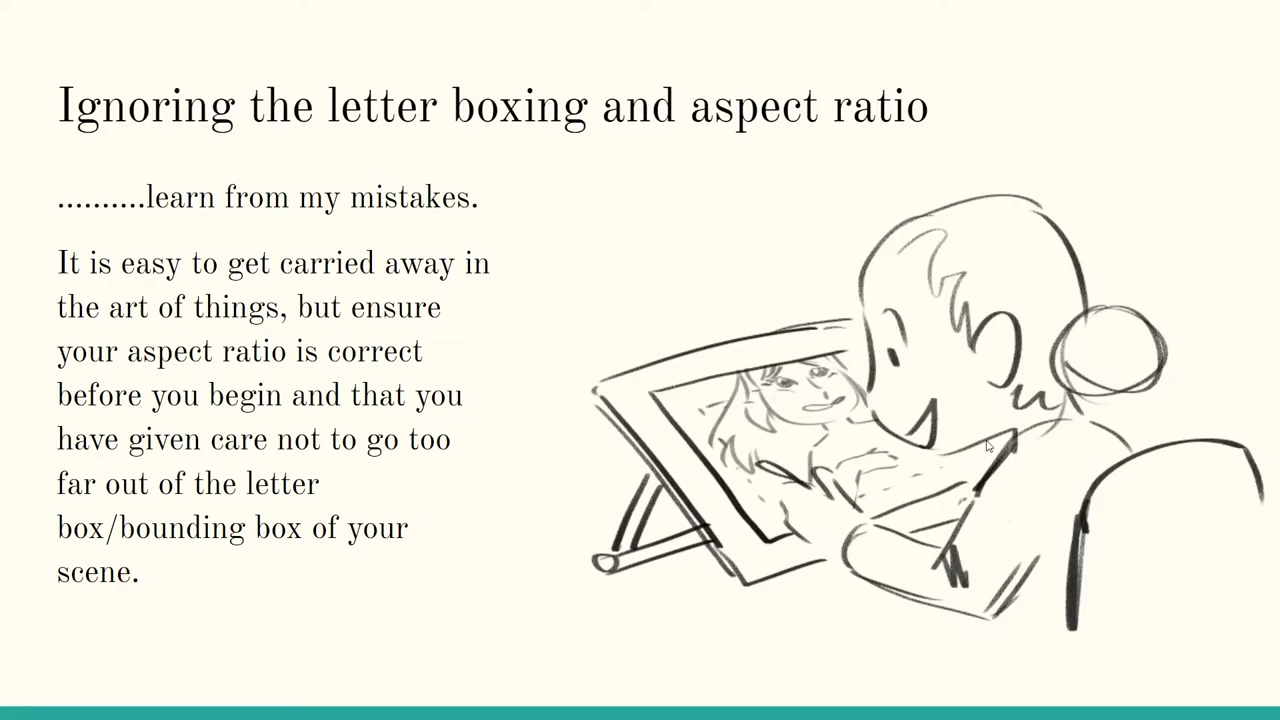 Ignoring the letter boxing and aspect ratio
..........learn from my mistakes.
It is easy to get carried away in
the art of things, but ensure
your aspect ratio is correct
before you begin and that you
have given care not to go too
far out of the letter
box/bounding box of your
scene.